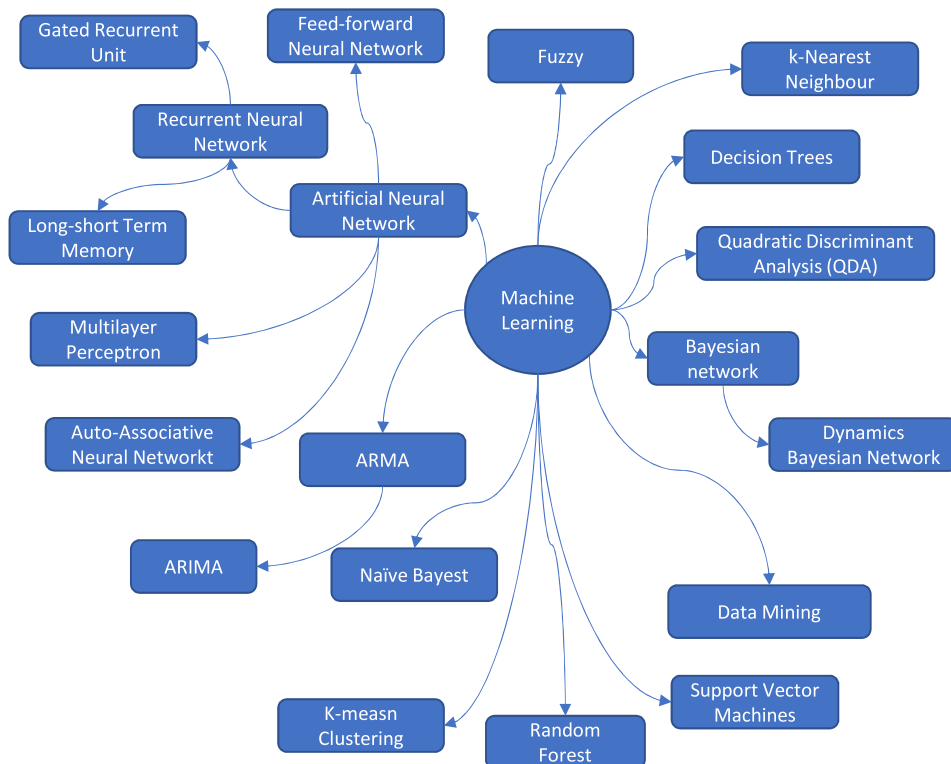 Gated Recurrent
Unit
Feed-forward
Neural Network
Fuzzy
k-Nearest
Neighbour
Recurrent Neural
Network
Decision Trees
Artificial Neural
Network
Long-short Term
Memory
Quadratic Discriminant
Analysis (QDA)
Machine
Learning
Multilayer
Perceptron
Bayesian
network
Auto-Associative
Neural Networkt
ARMA
Dynamics
Bayesian Network
ARIMA
Naïve Bayest
Data Mining
K-measn
Clustering
Random
Forest
Support Vector
Machines